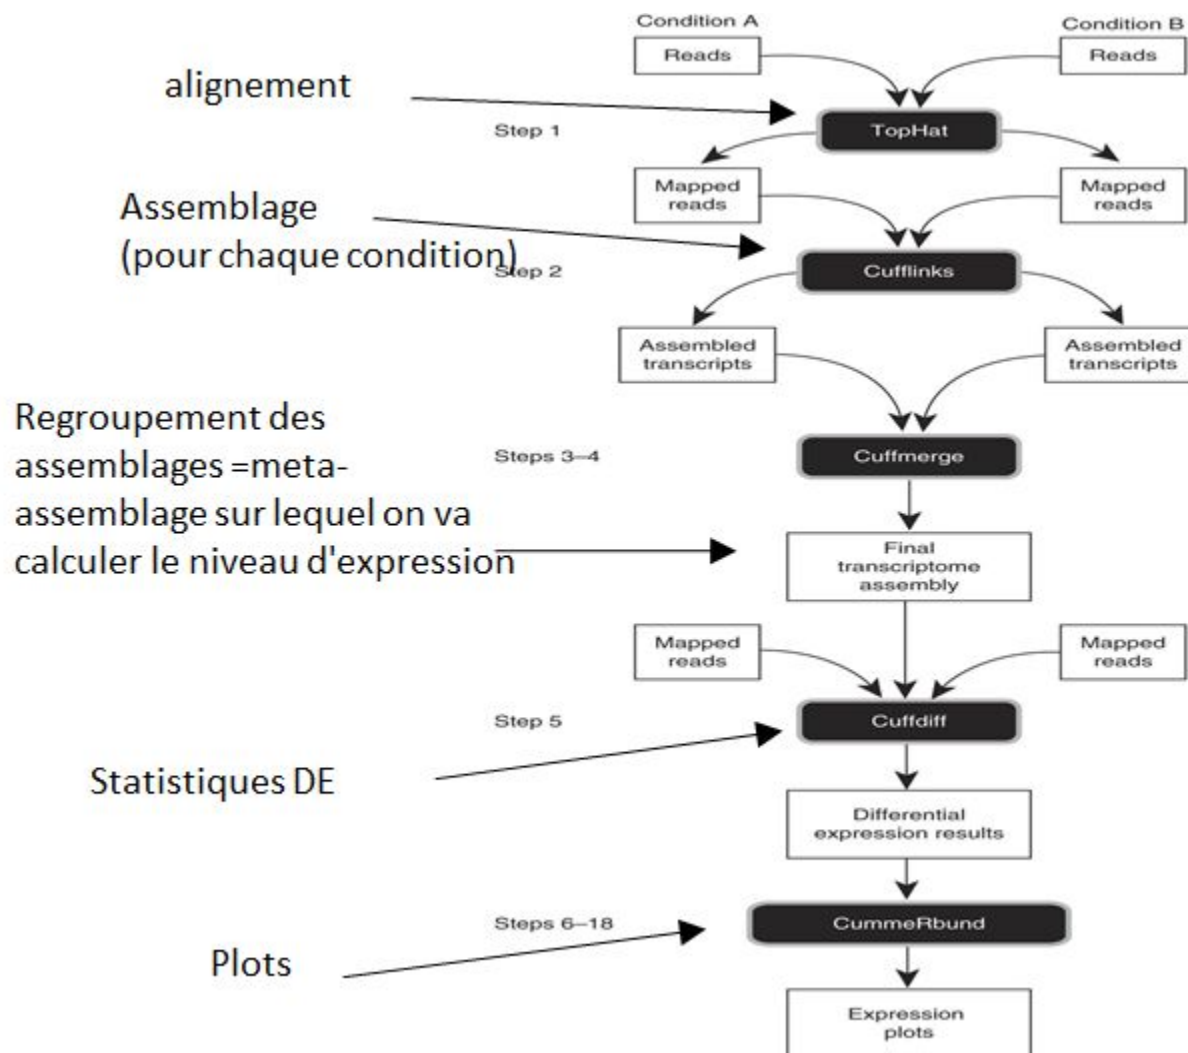 Condition A
Condition B
Reads
Reads
alignement
Step 1
TopHat
Mapped
reads
Mapped
reads
Assemblage
(pour chaque condition)
Step 2
Cufflinks
Assembled
transcripts
Assembled
transcripts
Regroupement des
assemblages =meta-
assemblage sur lequel on va
calculer le niveau d'expression
Steps 3–4
Cuffmerge
Final
transcriptome
assembly
Mapped
reads
Mapped
reads
Step 5
Cuffdiff
Statistiques DE
Differential
expression results
Steps 6–18
CummeRbund
Plots
Expression
plots